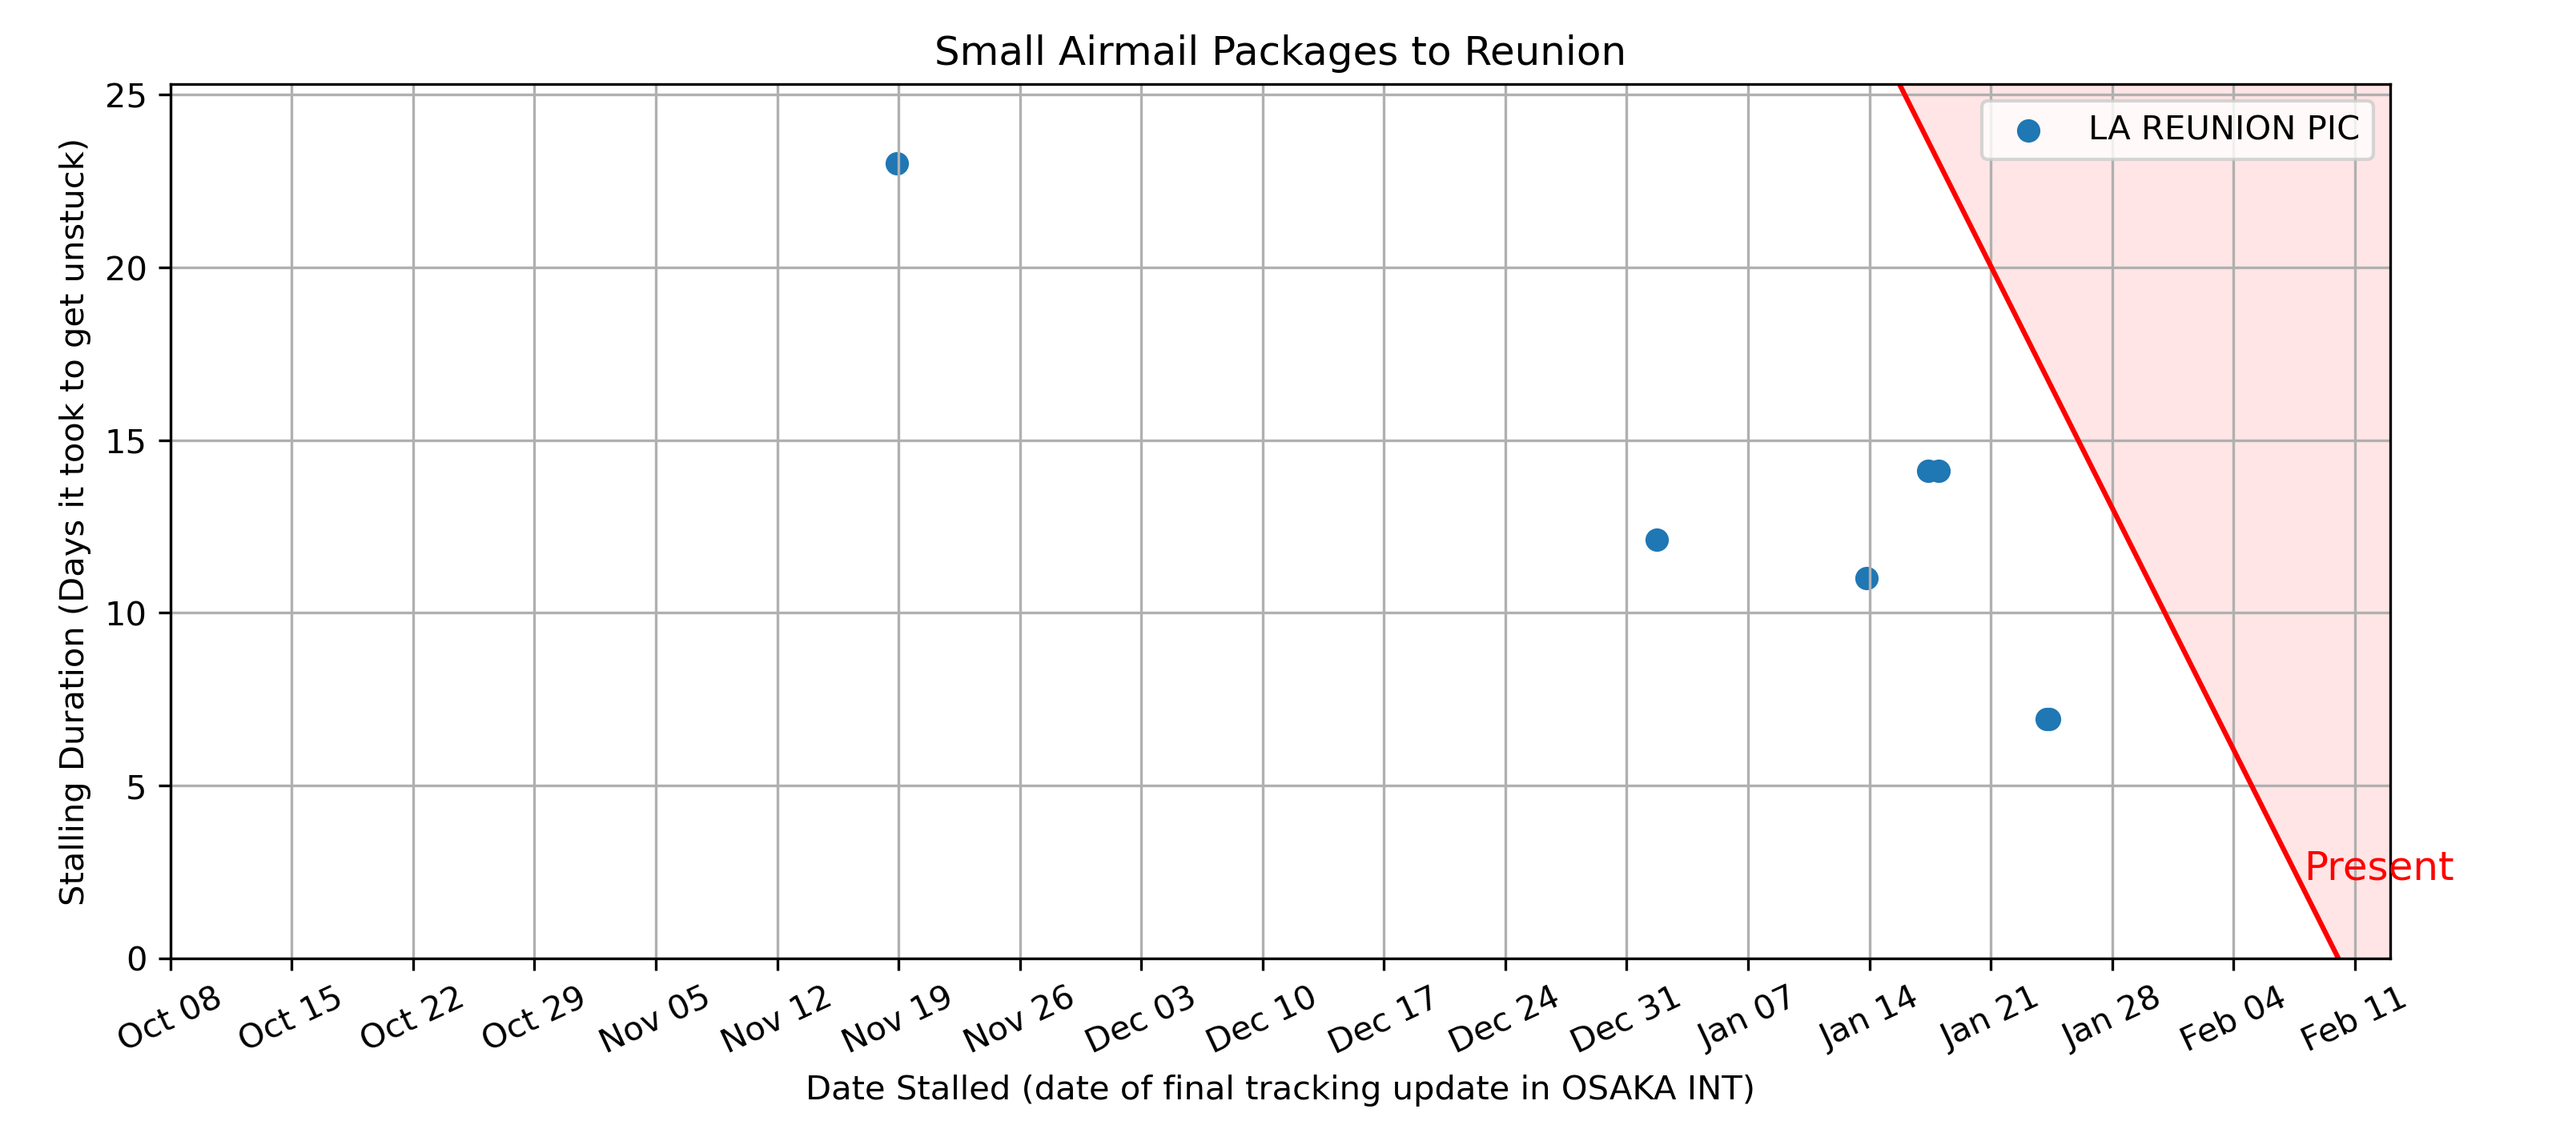 Small Airmail Packages to Reunion
LA REUNION PIC
Stalling Duration (Days it took to get unstuck)
25
20
15
10
5
0
Present
Oct 08
Oct 15
Oct 22
Oct 29
Nov 05
Nov 12
Nov 19
Nov 26
Dec 03
Dec 10
Dec 17
Dec 24
Dec 31
Jan 07
Jan 14
Jan 21
Jan 28
Feb 04
Feb 11
Date Stalled (date of final tracking update in OSAKA INT)